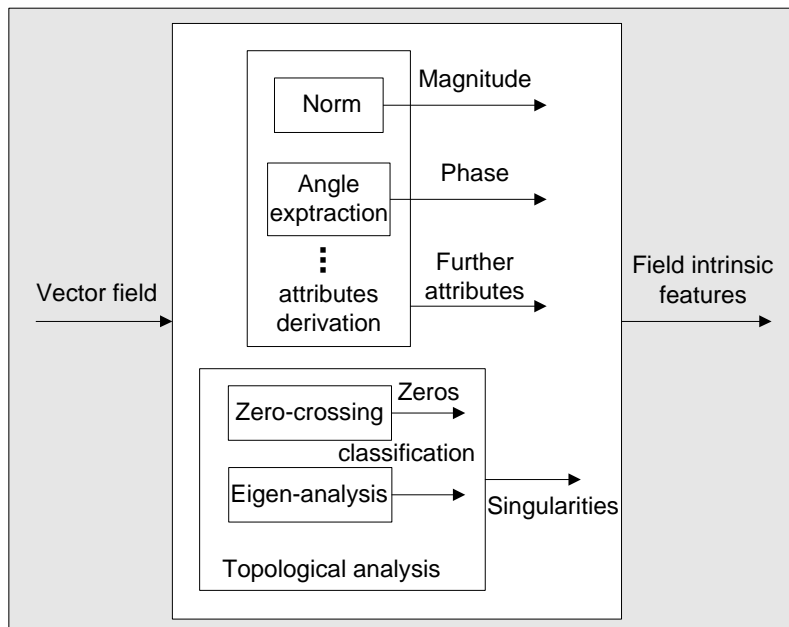 Vector field
Norm
Magnitude
Angle
exptraction
Phase
attributes
derivation
Further
attributes
Zero-crossing
Zeros
classification
Eigen-analysis
Singularities
Topological analysis
Field intrinsic
features